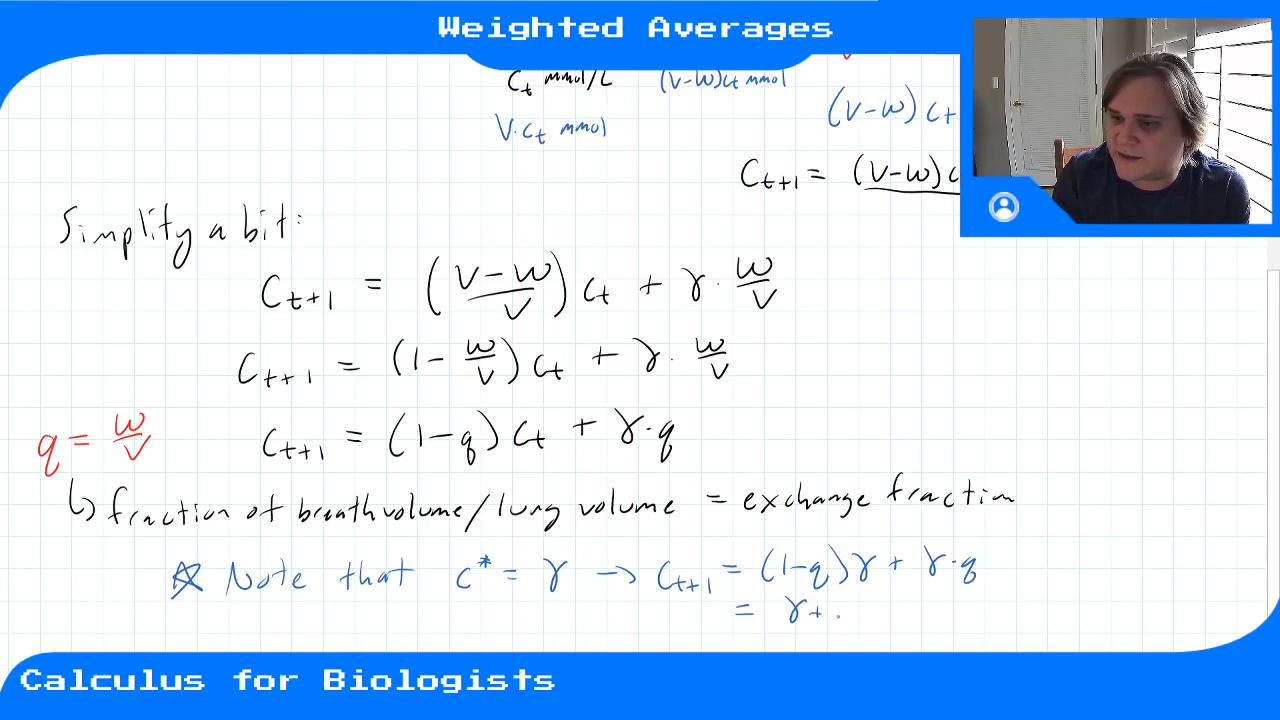 Weighted Averages
Ct mmol/L (V-W)Ct mmol
V·Ct mmol
(V-W) Ct
Ct+1 = (V-W)C
Simplify a bit:
Ct+1 = ((V-W)/V) Ct + γ· W/V
Ct+1 = (1 - W/V) Ct + γ· W/V
q = W/V Ct+1 = (1-q) Ct + γ·q
↳ fraction of breath volume/lung volume = exchange fraction
☆ Note that c* = γ → Ct+1 = (1-q)γ + γ·q
= γ+
Calculus for Biologists